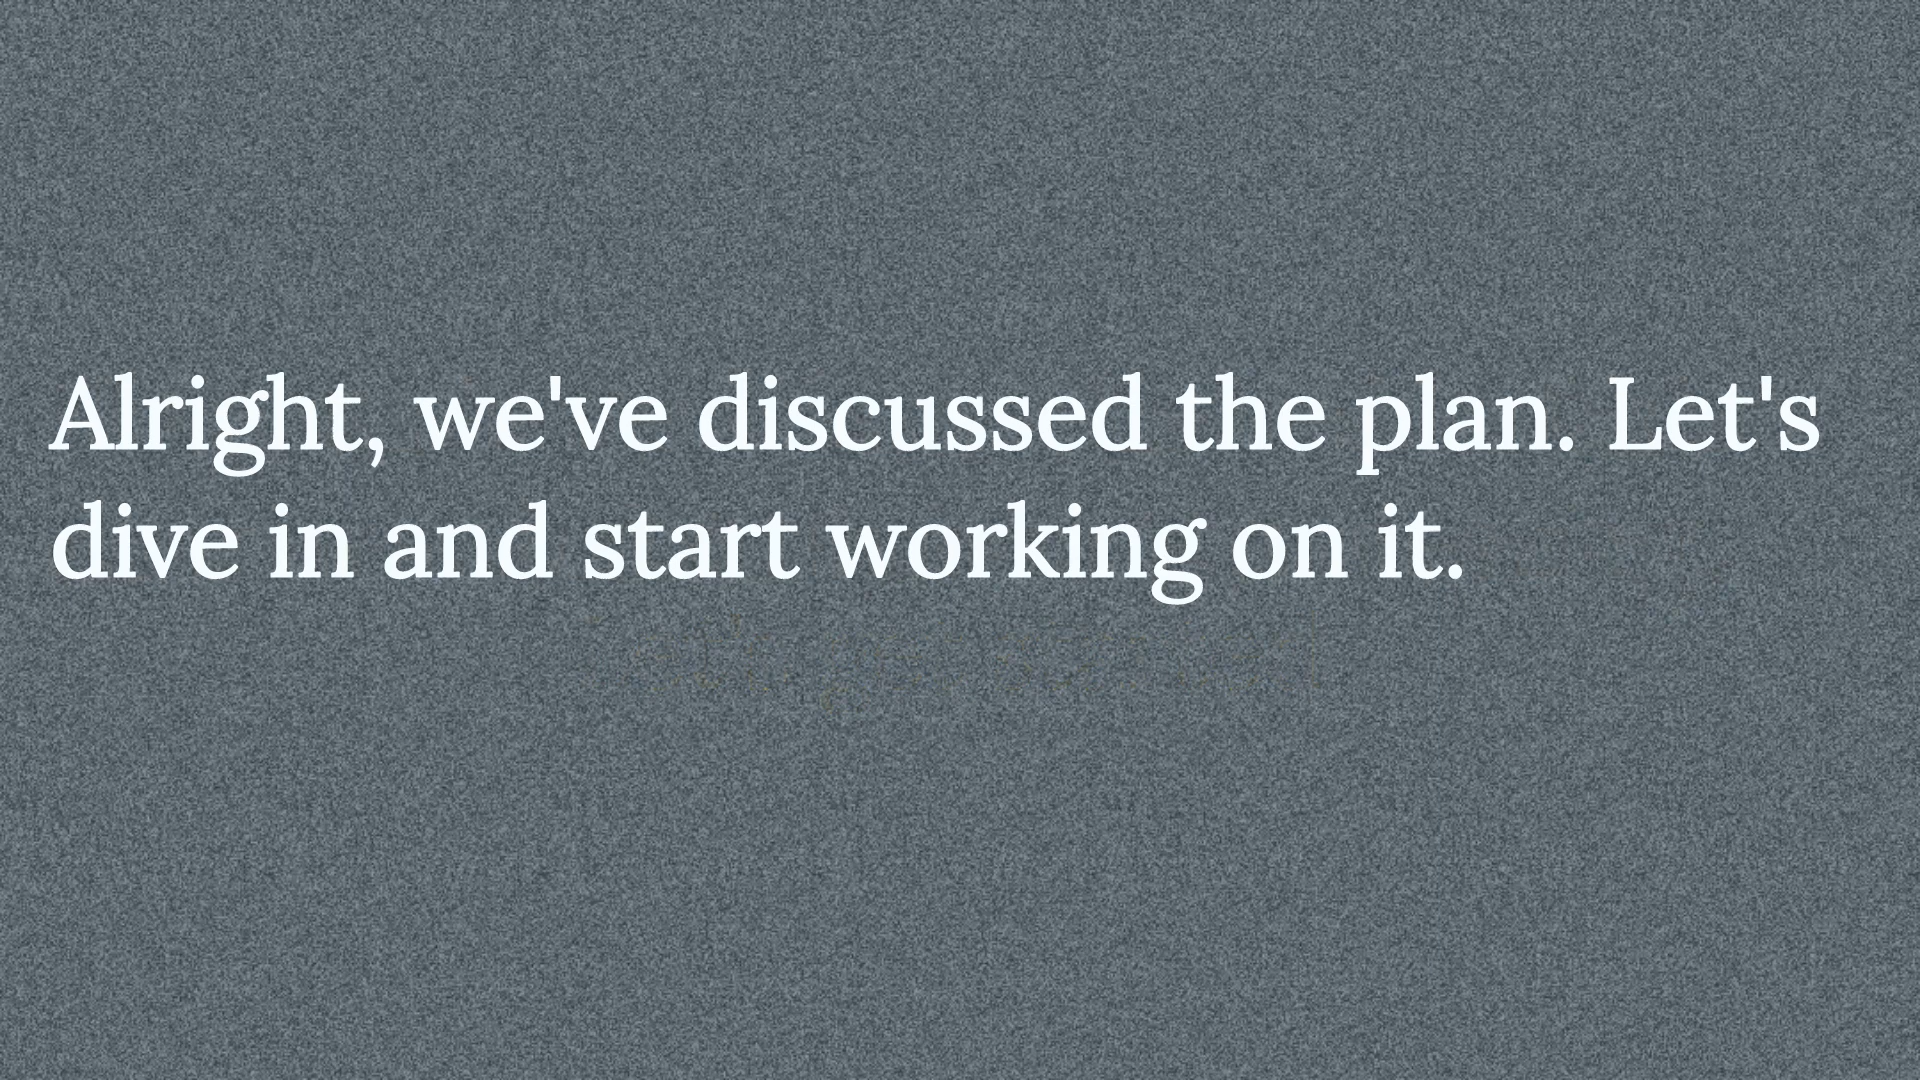 Alright, we've discussed the plan. Let's
dive in and start working on it.